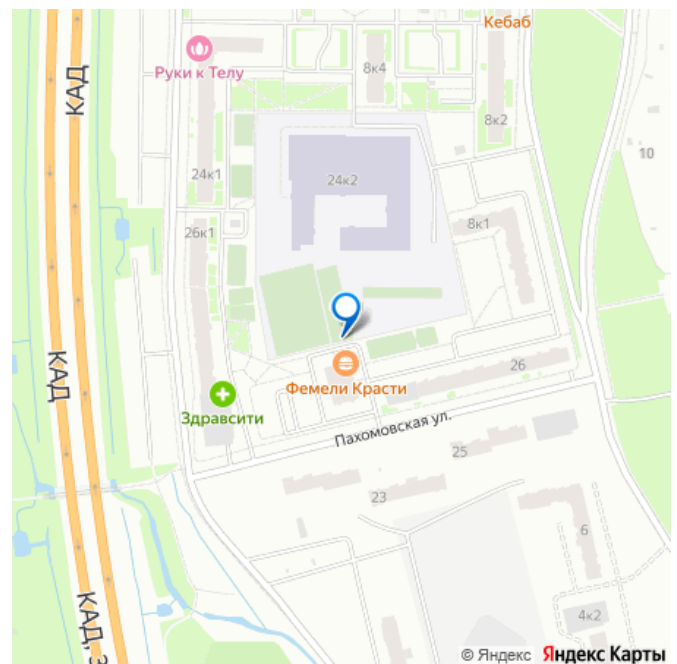 Кебаб
КАД
Руки к Телу
8к4
8к2
24к1
24к2
10
26к1
8к1
КАД
Фемели Красти
26
Здравсити
Пахомовская ул.
25
23
6
КАД, З
4к2
© Яндекс Яндекс Карты